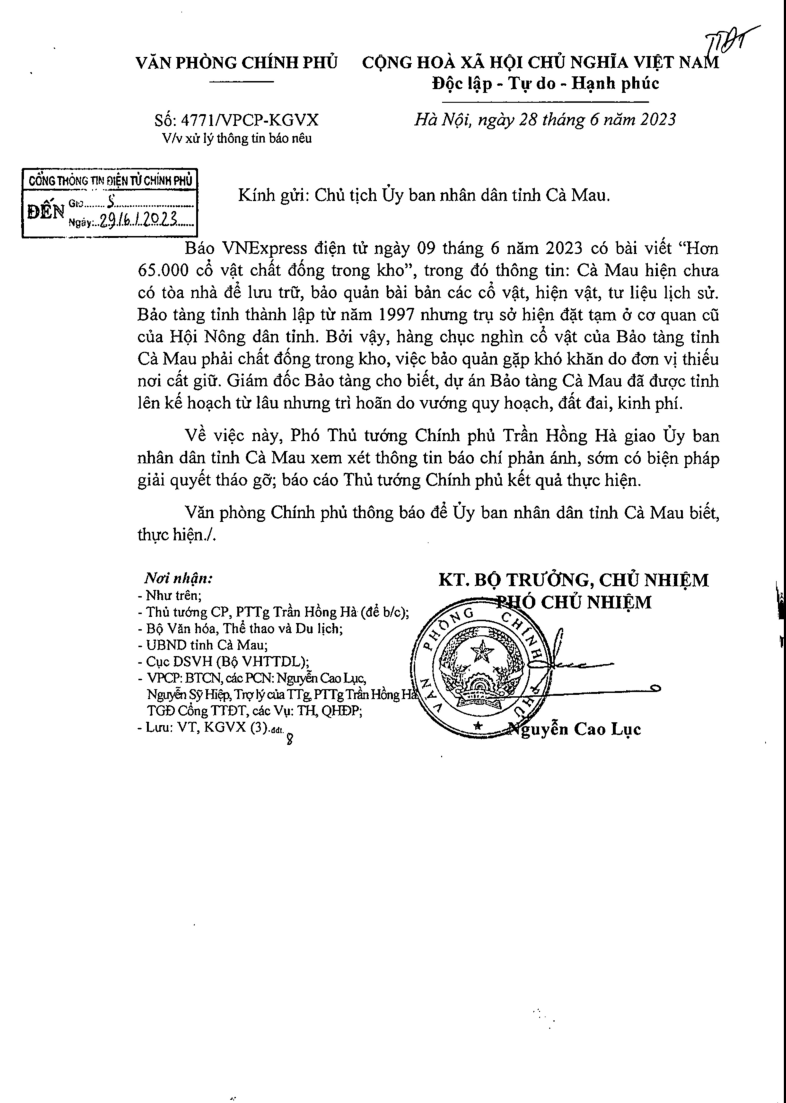 TTĐT
VĂN PHÒNG CHÍNH PHỦ
CỘNG HOÀ XÃ HỘI CHỦ NGHĨA VIỆT NAM
Độc lập - Tự do - Hạnh phúc
Số: 4771/VPCP-KGVX
V/v xử lý thông tin báo nêu
Hà Nội, ngày 28 tháng 6 năm 2023
CỔNG THÔNG TIN ĐIỆN TỬ CHÍNH PHỦ
ĐẾN Giờ: S
Ngày: 29/6/2023
Kính gửi: Chủ tịch Ủy ban nhân dân tỉnh Cà Mau.
Báo VNExpress điện tử ngày 09 tháng 6 năm 2023 có bài viết “Hơn
65.000 cổ vật chất đống trong kho”, trong đó thông tin: Cà Mau hiện chưa
có tòa nhà để lưu trữ, bảo quản bài bản các cổ vật, hiện vật, tư liệu lịch sử.
Bảo tàng tỉnh thành lập từ năm 1997 nhưng trụ sở hiện đặt tạm ở cơ quan cũ
của Hội Nông dân tỉnh. Bởi vậy, hàng chục nghìn cổ vật của Bảo tàng tỉnh
Cà Mau phải chất đống trong kho, việc bảo quản gặp khó khăn do đơn vị thiếu
nơi cất giữ. Giám đốc Bảo tàng cho biết, dự án Bảo tàng Cà Mau đã được tỉnh
lên kế hoạch từ lâu nhưng trì hoãn do vướng quy hoạch, đất đai, kinh phí.
Về việc này, Phó Thủ tướng Chính phủ Trần Hồng Hà giao Ủy ban
nhân dân tỉnh Cà Mau xem xét thông tin báo chí phản ánh, sớm có biện pháp
giải quyết tháo gỡ; báo cáo Thủ tướng Chính phủ kết quả thực hiện.
Văn phòng Chính phủ thông báo để Ủy ban nhân dân tỉnh Cà Mau biết,
thực hiện./.
Nơi nhận:
- Như trên;
- Thủ tướng CP, PTTg Trần Hồng Hà (để b/c);
- Bộ Văn hóa, Thể thao và Du lịch;
- UBND tỉnh Cà Mau;
- Cục DSVH (Bộ VHTTDL);
- VPCP: BTCN, các PCN: Nguyễn Cao Lục,
Nguyễn Sỹ Hiệp, Trợ lý của TTg, PTTg Trần Hồng Hà
TGĐ Cổng TTĐT, các Vụ: TH, QHĐP;
- Lưu: VT, KGVX (3).đdt. 8
KT. BỘ TRƯỞNG, CHỦ NHIỆM
PHÓ CHỦ NHIỆM
VĂN PHÒNG CHÍNH PHỦ
Nguyễn Cao Lục